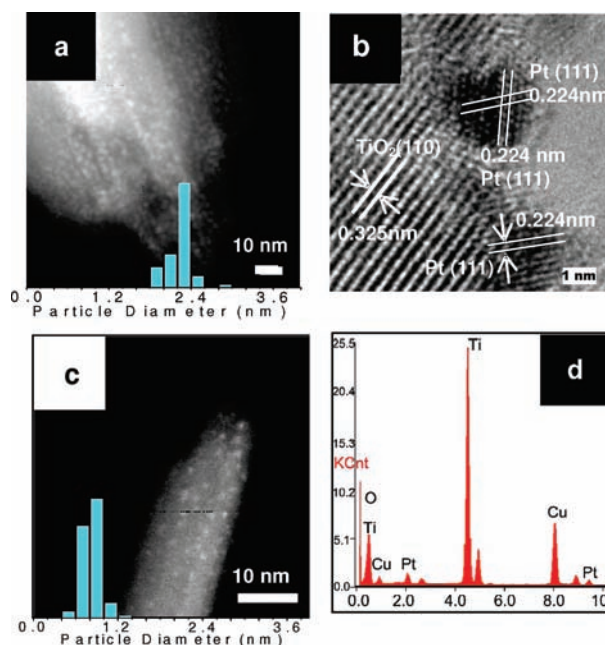 a
10 nm
0.0 1.2 2.4 3.6
Particle Diameter (nm)
b
Pt (111)
0.224nm
TiO2(110)
0.224 nm
Pt (111)
0.224nm
0.325nm
Pt (111)
1 nm
c
10 nm
0.0 1.2 2.4 3.6
Particle Diameter (nm)
d
25.5
Ti
20.4
15.3
KCnt
10.2
O
Cu
Ti
5.1
Cu
Pt
Pt
0.0
0.0 2.0 4.0 6.0 8.0 10